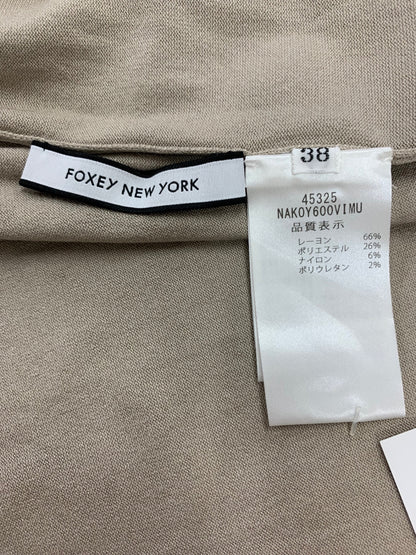 FOXEY NEW YORK
38
45325
NAKOY600VIMU
品質表示
レーヨン 66%
ポリエステル 26%
ナイロン 6%
ポリウレタン 2%